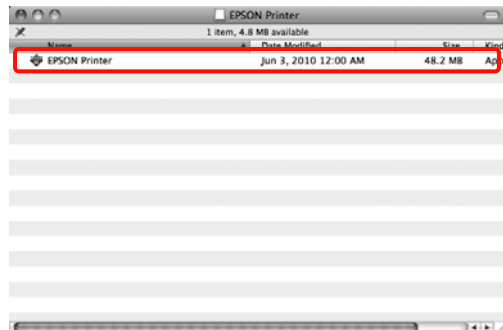 EPSON Printer
1 item, 4.8 MB available
Name Date Modified Size Kind
EPSON Printer Jun 3, 2010 12:00 AM 48.2 MB App